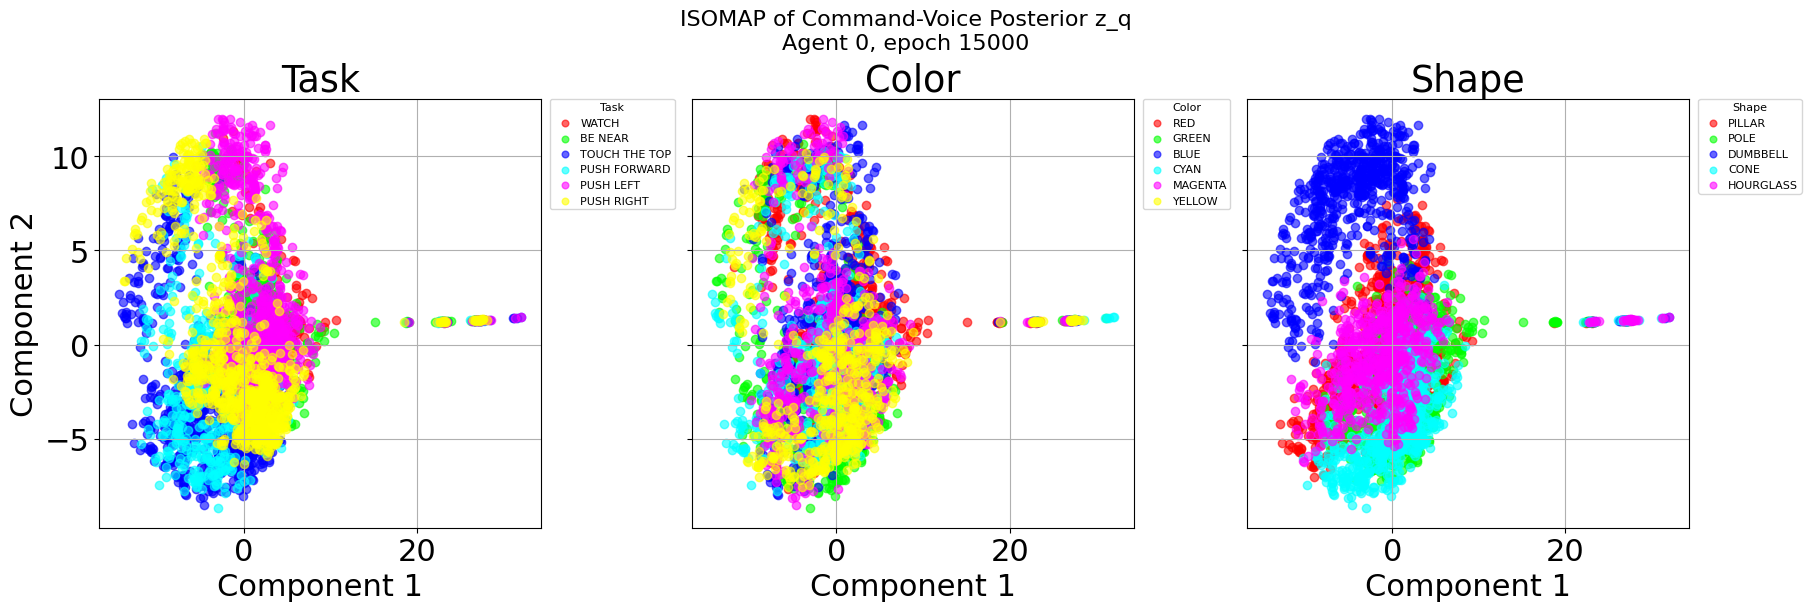 ISOMAP of Command-Voice Posterior z_q
Agent 0, epoch 15000
Task
Color
Shape
Task
WATCH
BE NEAR
TOUCH THE TOP
PUSH FORWARD
PUSH LEFT
PUSH RIGHT
Color
RED
GREEN
BLUE
CYAN
MAGENTA
YELLOW
Shape
PILLAR
POLE
DUMBBELL
CONE
HOURGLASS
Component 2
10
5
0
−5
0 20
0 20
0 20
Component 1
Component 1
Component 1